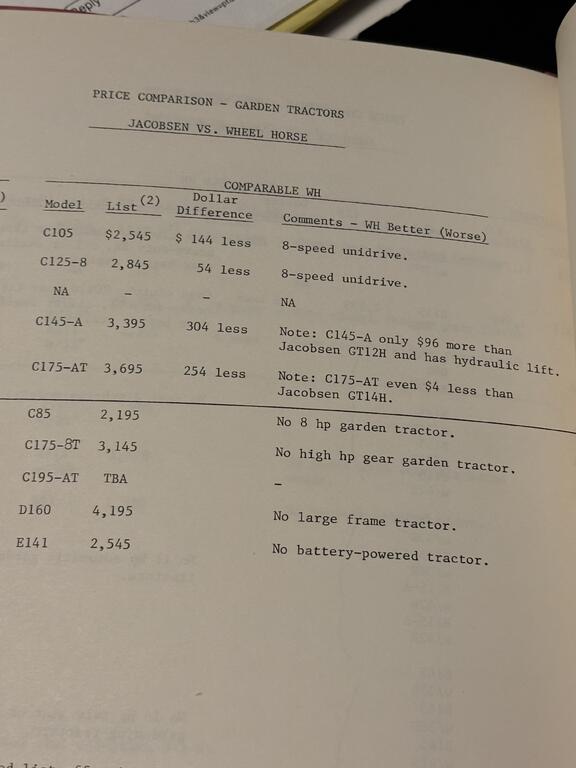 Reply
PRICE COMPARISON - GARDEN TRACTORS
JACOBSEN VS. WHEEL HORSE
COMPARABLE WH
) Model List(2) Dollar Difference Comments - WH Better (Worse)
C105 $2,545 $ 144 less 8-speed unidrive.
C125-8 2,845 54 less 8-speed unidrive.
NA - - NA
C145-A 3,395 304 less Note: C145-A only $96 more than
Jacobsen GT12H and has hydraulic lift.
C175-AT 3,695 254 less Note: C175-AT even $4 less than
Jacobsen GT14H.
C85 2,195 No 8 hp garden tractor.
C175-8T 3,145 No high hp gear garden tractor.
C195-AT TBA -
D160 4,195 No large frame tractor.
E141 2,545 No battery-powered tractor.